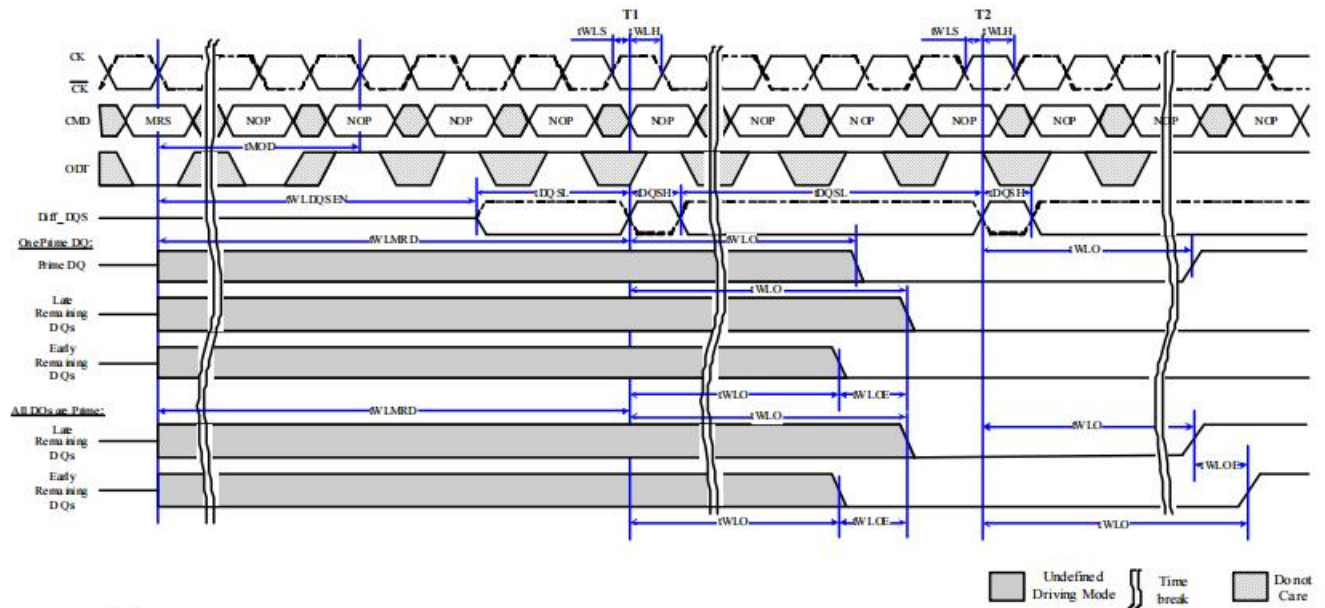 T1 T2
tWLS tWLH tWLS tWLH
CK
CK
CMD MRS NOP NOP NOP NOP NOP NOP NOP NOP NOP NOP NOP
tMOD
ODT
tWLDQSEN tDQSL tDQSH tDQSL tDQSH
Diff_DQS
One Prime DQ: tWLMRD tWLO tWLO
Prime DQ
Late
Remaining
DQs
tWLO
Early
Remaining
DQs
tWLO tWLOE
All DQs are Prime: tWLMRD tWLO tWLO
Late
Remaining
DQs
tWLOE
Early
Remaining
DQs
tWLO tWLOE tWLO
Undefined
Driving Mode
Time
break
Do not
Care